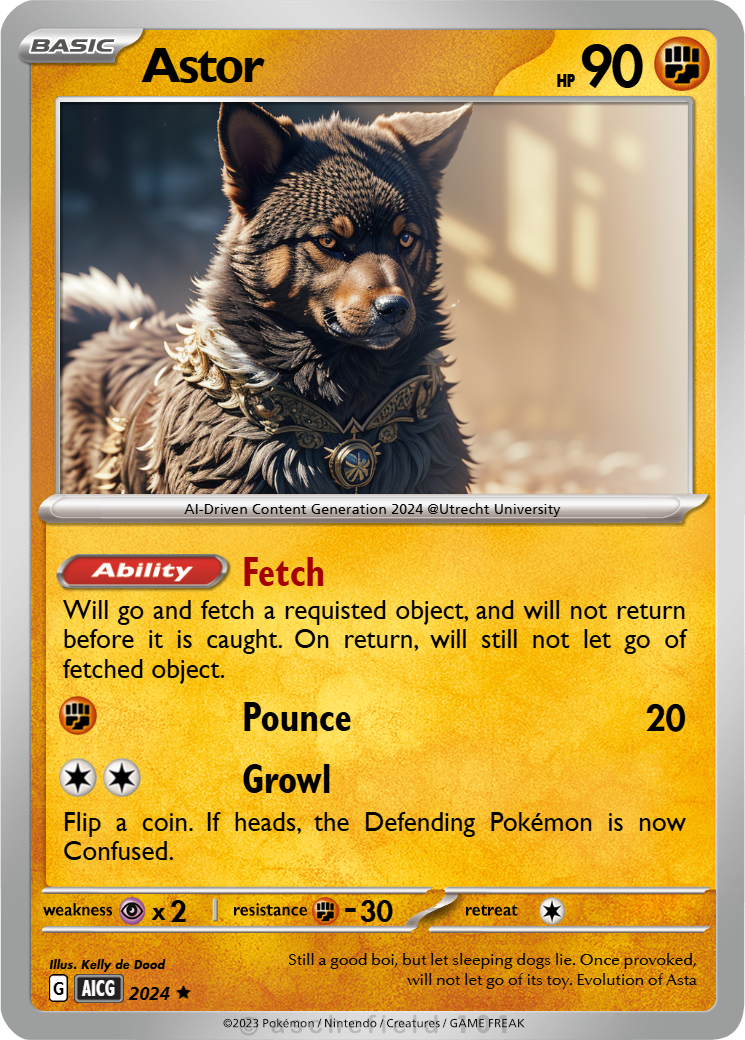 BASIC
Astor
HP 90
AI-Driven Content Generation 2024 @Utrecht University
Ability Fetch
Will go and fetch a requisted object, and will not return
before it is caught. On return, will still not let go of
fetched object.
Pounce 20
Growl
Flip a coin. If heads, the Defending Pokémon is now
Confused.
weakness x 2 | resistance -30 retreat
Illus. Kelly de Dood
Still a good boi, but let sleeping dogs lie. Once provoked,
will not let go of its toy. Evolution of Asta
G AICG 2024
©2023 Pokémon / Nintendo / Creatures / GAME FREAK